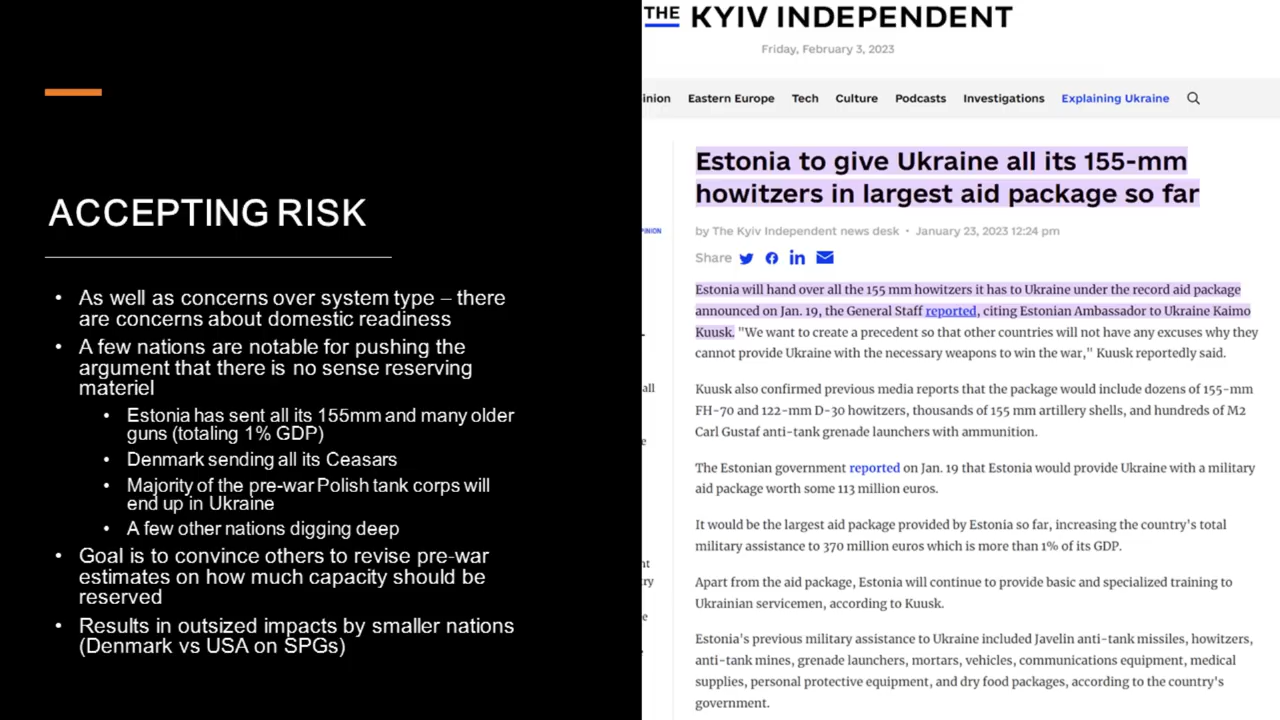 ACCEPTING RISK
• As well as concerns over system type – there
are concerns about domestic readiness
• A few nations are notable for pushing the
argument that there is no sense reserving
materiel
• Estonia has sent all its 155mm and many older
guns (totaling 1% GDP)
• Denmark sending all its Ceasars
• Majority of the pre-war Polish tank corps will
end up in Ukraine
• A few other nations digging deep
• Goal is to convince others to revise pre-war
estimates on how much capacity should be
reserved
• Results in outsized impacts by smaller nations
(Denmark vs USA on SPGs)
THE KYIV INDEPENDENT
Friday, February 3, 2023
inion Eastern Europe Tech Culture Podcasts Investigations Explaining Ukraine
Estonia to give Ukraine all its 155-mm
howitzers in largest aid package so far
PINION
by The Kyiv Independent news desk • January 23, 2023 12:24 pm
Share
Estonia will hand over all the 155 mm howitzers it has to Ukraine under the record aid package
announced on Jan. 19, the General Staff reported, citing Estonian Ambassador to Ukraine Kaimo
Kuusk. "We want to create a precedent so that other countries will not have any excuses why they
cannot provide Ukraine with the necessary weapons to win the war," Kuusk reportedly said.
Kuusk also confirmed previous media reports that the package would include dozens of 155-mm
FH-70 and 122-mm D-30 howitzers, thousands of 155 mm artillery shells, and hundreds of M2
Carl Gustaf anti-tank grenade launchers with ammunition.
The Estonian government reported on Jan. 19 that Estonia would provide Ukraine with a military
aid package worth some 113 million euros.
It would be the largest aid package provided by Estonia so far, increasing the country's total
military assistance to 370 million euros which is more than 1% of its GDP.
Apart from the aid package, Estonia will continue to provide basic and specialized training to
Ukrainian servicemen, according to Kuusk.
Estonia's previous military assistance to Ukraine included Javelin anti-tank missiles, howitzers,
anti-tank mines, grenade launchers, mortars, vehicles, communications equipment, medical
supplies, personal protective equipment, and dry food packages, according to the country's
government.